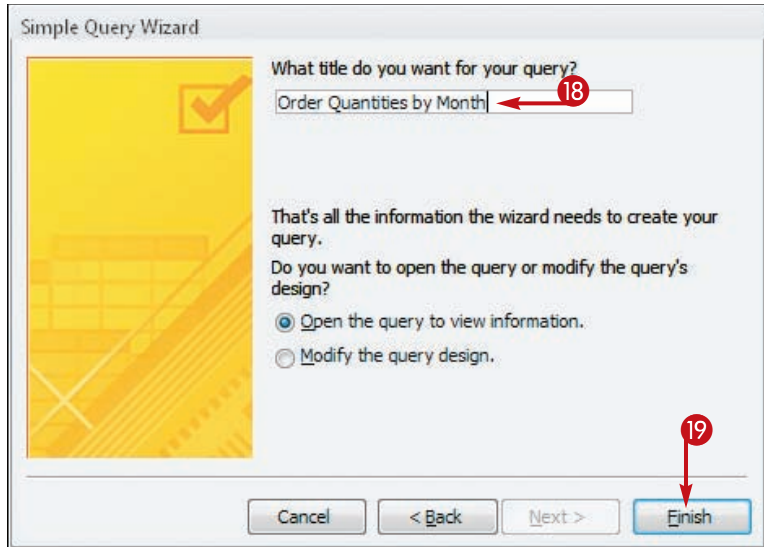 Simple Query Wizard
What title do you want for your query?
Order Quantities by Month
18
That's all the information the wizard needs to create your
query.
Do you want to open the query or modify the query's
design?
Open the query to view information.
Modify the query design.
19
Cancel
< Back
Next >
Finish